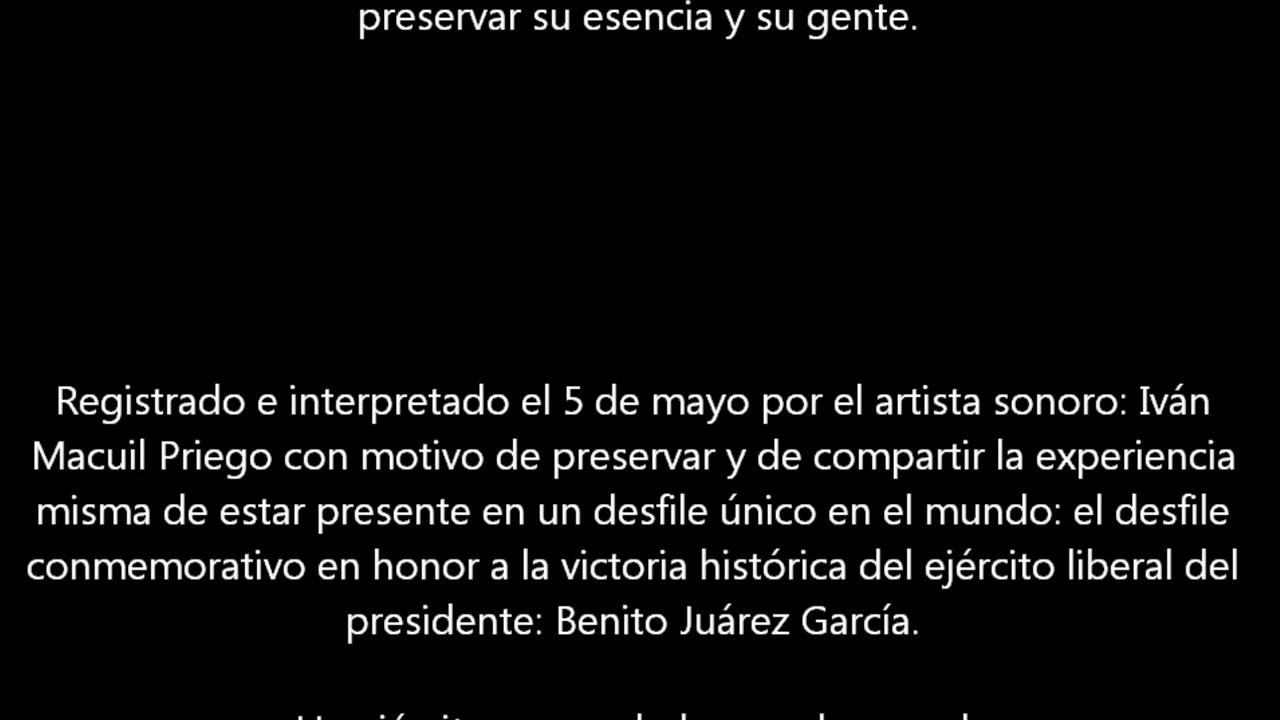 preservar su esencia y su gente.
Registrado e interpretado el 5 de mayo por el artista sonoro: Iván
Macuil Priego con motivo de preservar y de compartir la experiencia
misma de estar presente en un desfile único en el mundo: el desfile
conmemorativo en honor a la victoria histórica del ejército liberal del
presidente: Benito Juárez García.